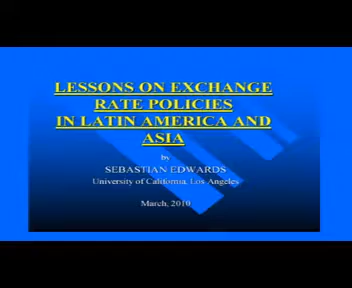 LESSONS ON EXCHANGE
RATE POLICIES
IN LATIN AMERICA AND
ASIA
by
SEBASTIAN EDWARDS
University of California, Los Angeles
March, 2010